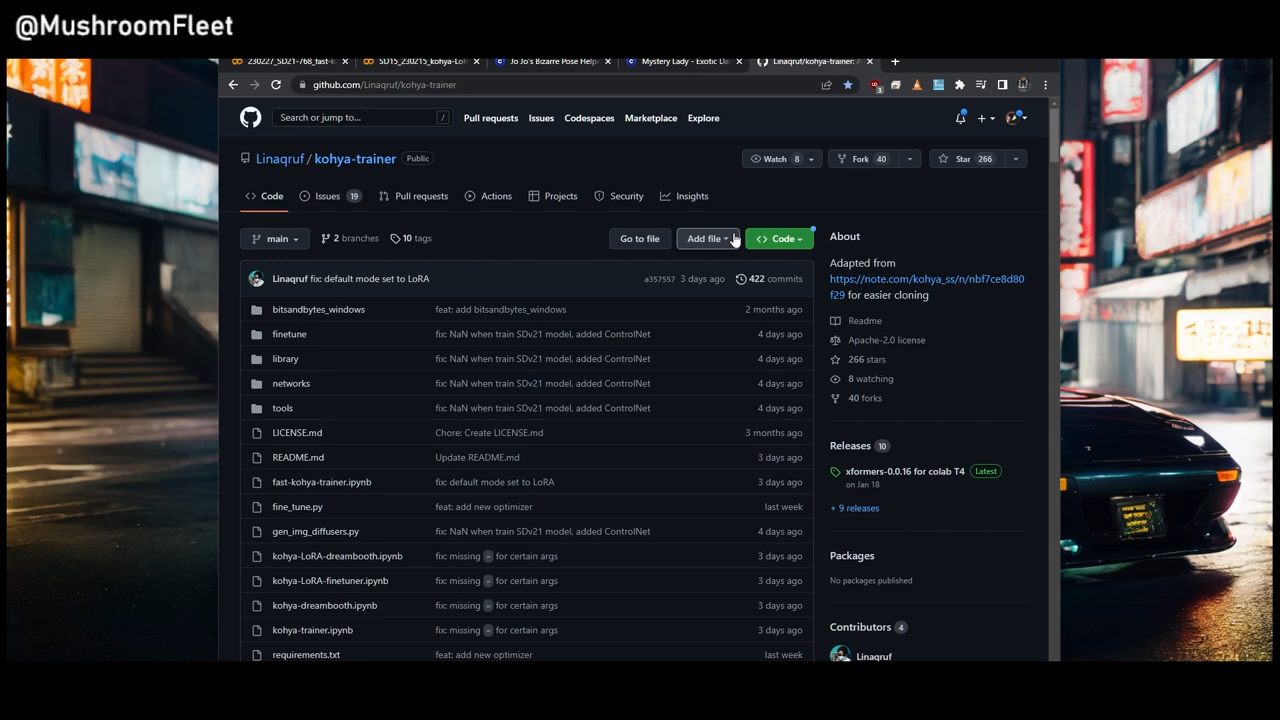 @MushroomFleet
230227_SD21-768_fast-k
SD15_230215_kohya-Lo
Jo Jo's Bizarre Pose Helpe
Mystery Lady - Exotic Da
Linaqruf/kohya-trainer: A
github.com/Linaqruf/kohya-trainer
Search or jump to...
/
Pull requests
Issues
Codespaces
Marketplace
Explore
Linaqruf / kohya-trainer
Public
Watch 8
Fork 40
Star 266
Code
Issues 19
Pull requests
Actions
Projects
Security
Insights
main
2 branches
10 tags
Go to file
Add file
Code
Linaqruf fix: default mode set to LoRA
a357557 3 days ago
422 commits
bitsandbytes_windows feat: add bitsandbytes_windows 2 months ago
finetune fix: NaN when train SDv21 model, added ControlNet 4 days ago
library fix: NaN when train SDv21 model, added ControlNet 4 days ago
networks fix: NaN when train SDv21 model, added ControlNet 4 days ago
tools fix: NaN when train SDv21 model, added ControlNet 4 days ago
LICENSE.md Chore: Create LICENSE.md 3 months ago
README.md Update README.md 3 days ago
fast-kohya-trainer.ipynb fix: default mode set to LoRA 3 days ago
fine_tune.py feat: add new optimizer last week
gen_img_diffusers.py fix: NaN when train SDv21 model, added ControlNet 4 days ago
kohya-LoRA-dreambooth.ipynb fix: missing = for certain args 3 days ago
kohya-LoRA-finetuner.ipynb fix: missing = for certain args 3 days ago
kohya-dreambooth.ipynb fix: missing = for certain args 3 days ago
kohya-trainer.ipynb fix: missing = for certain args 3 days ago
requirements.txt feat: add new optimizer last week
About
Adapted from
https://note.com/kohya_ss/n/nbf7ce8d80
f29 for easier cloning
Readme
Apache-2.0 license
266 stars
8 watching
40 forks
Releases 10
xformers-0.0.16 for colab T4 Latest
on Jan 18
+ 9 releases
Packages
No packages published
Contributors 4
Linaqruf